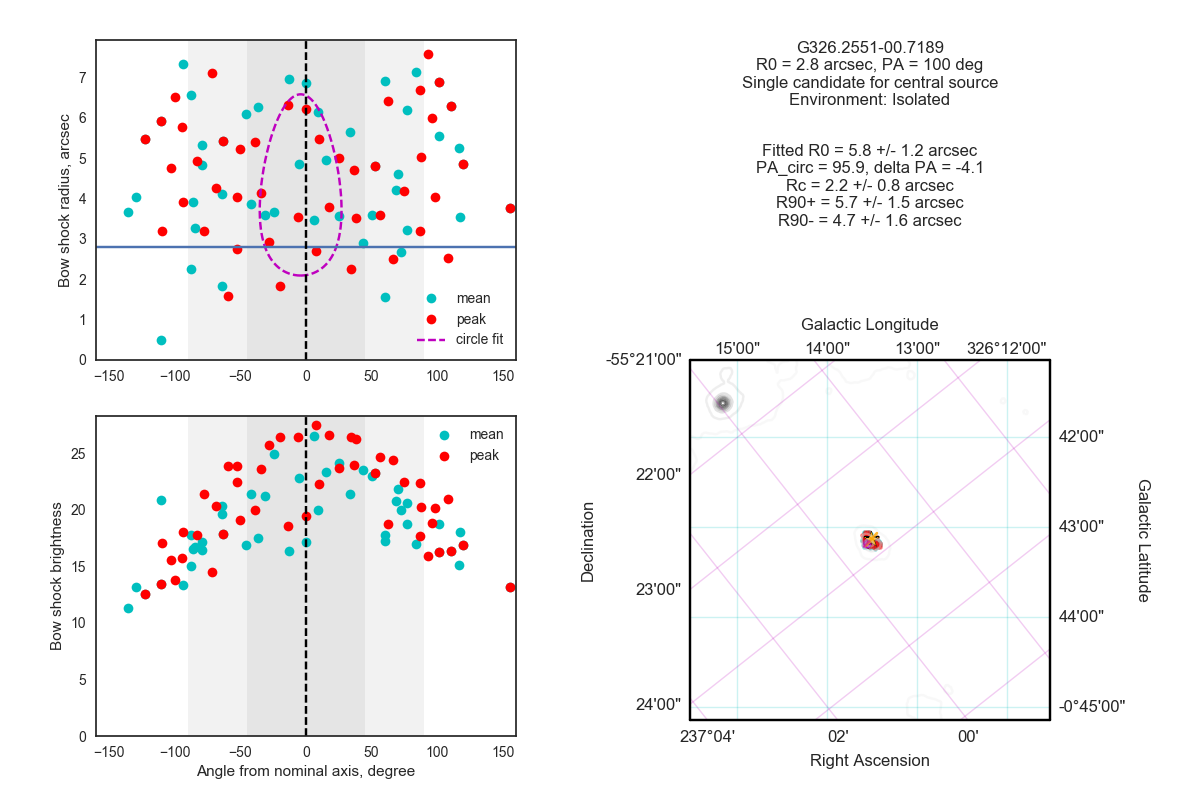 7
6
5
4
3
2
1
0
Bow shock radius, arcsec
mean
peak
circle fit
−150
−100
−50
0
50
100
150
25
20
15
10
5
0
Bow shock brightness
mean
peak
−150
−100
−50
0
50
100
150
Angle from nominal axis, degree
G326.2551-00.7189
R0 = 2.8 arcsec, PA = 100 deg
Single candidate for central source
Environment: Isolated
Fitted R0 = 5.8 +/- 1.2 arcsec
PA_circ = 95.9, delta PA = -4.1
Rc = 2.2 +/- 0.8 arcsec
R90+ = 5.7 +/- 1.5 arcsec
R90- = 4.7 +/- 1.6 arcsec
Galactic Longitude
15'00"
14'00"
13'00"
326°12'00"
-55°21'00"
22'00"
23'00"
24'00"
Declination
42'00"
43'00"
44'00"
-0°45'00"
Galactic Latitude
237°04'
02'
00'
Right Ascension